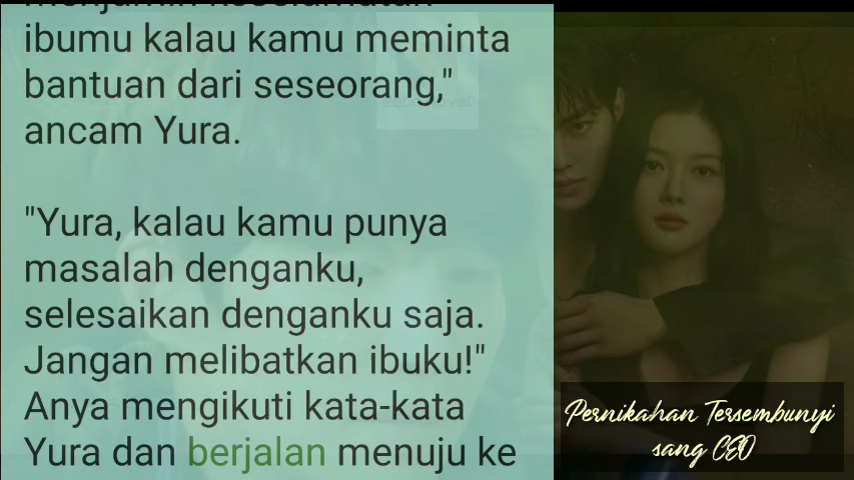 ibumu kalau kamu meminta
bantuan dari seseorang,"
ancam Yura.
"Yura, kalau kamu punya
masalah denganku,
selesaikan denganku saja.
Jangan melibatkan ibuku!"
Anya mengikuti kata-kata
Yura dan berjalan menuju ke
Pernikahan Tersembunyi
sang CEO